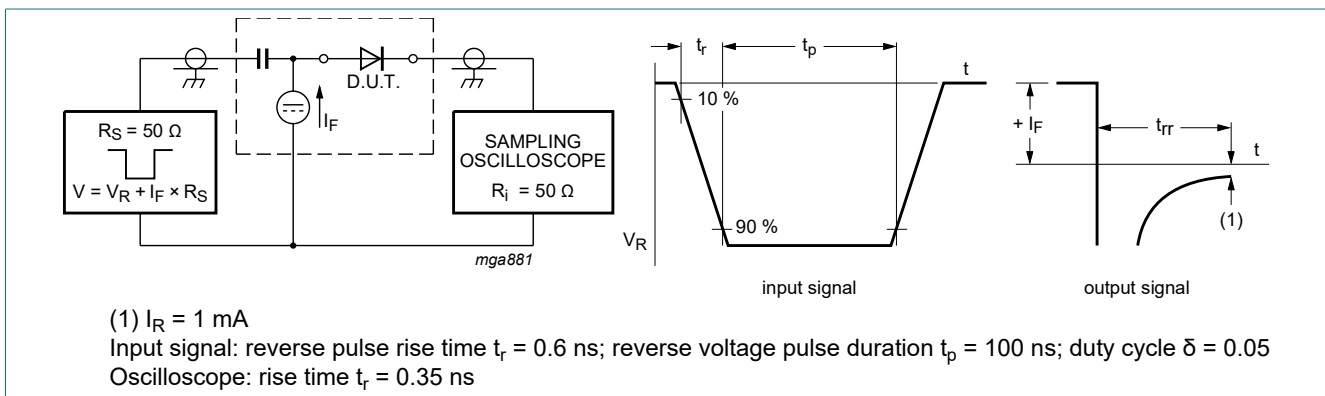 D.U.T.
I_F
R_S = 50 Ω
V = V_R + I_F × R_S
SAMPLING
OSCILLOSCOPE
R_i = 50 Ω
mga881
t_r
t_p
t
10 %
90 %
V_R
input signal
+ I_F
t_rr
t
(1)
output signal
(1) I_R = 1 mA
Input signal: reverse pulse rise time t_r = 0.6 ns; reverse voltage pulse duration t_p = 100 ns; duty cycle δ = 0.05
Oscilloscope: rise time t_r = 0.35 ns